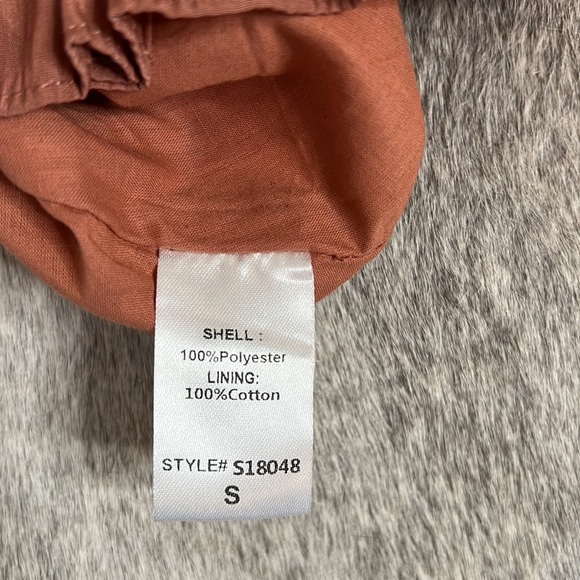 SHELL :
100%Polyester
LINING:
100%Cotton
STYLE# S18048
S